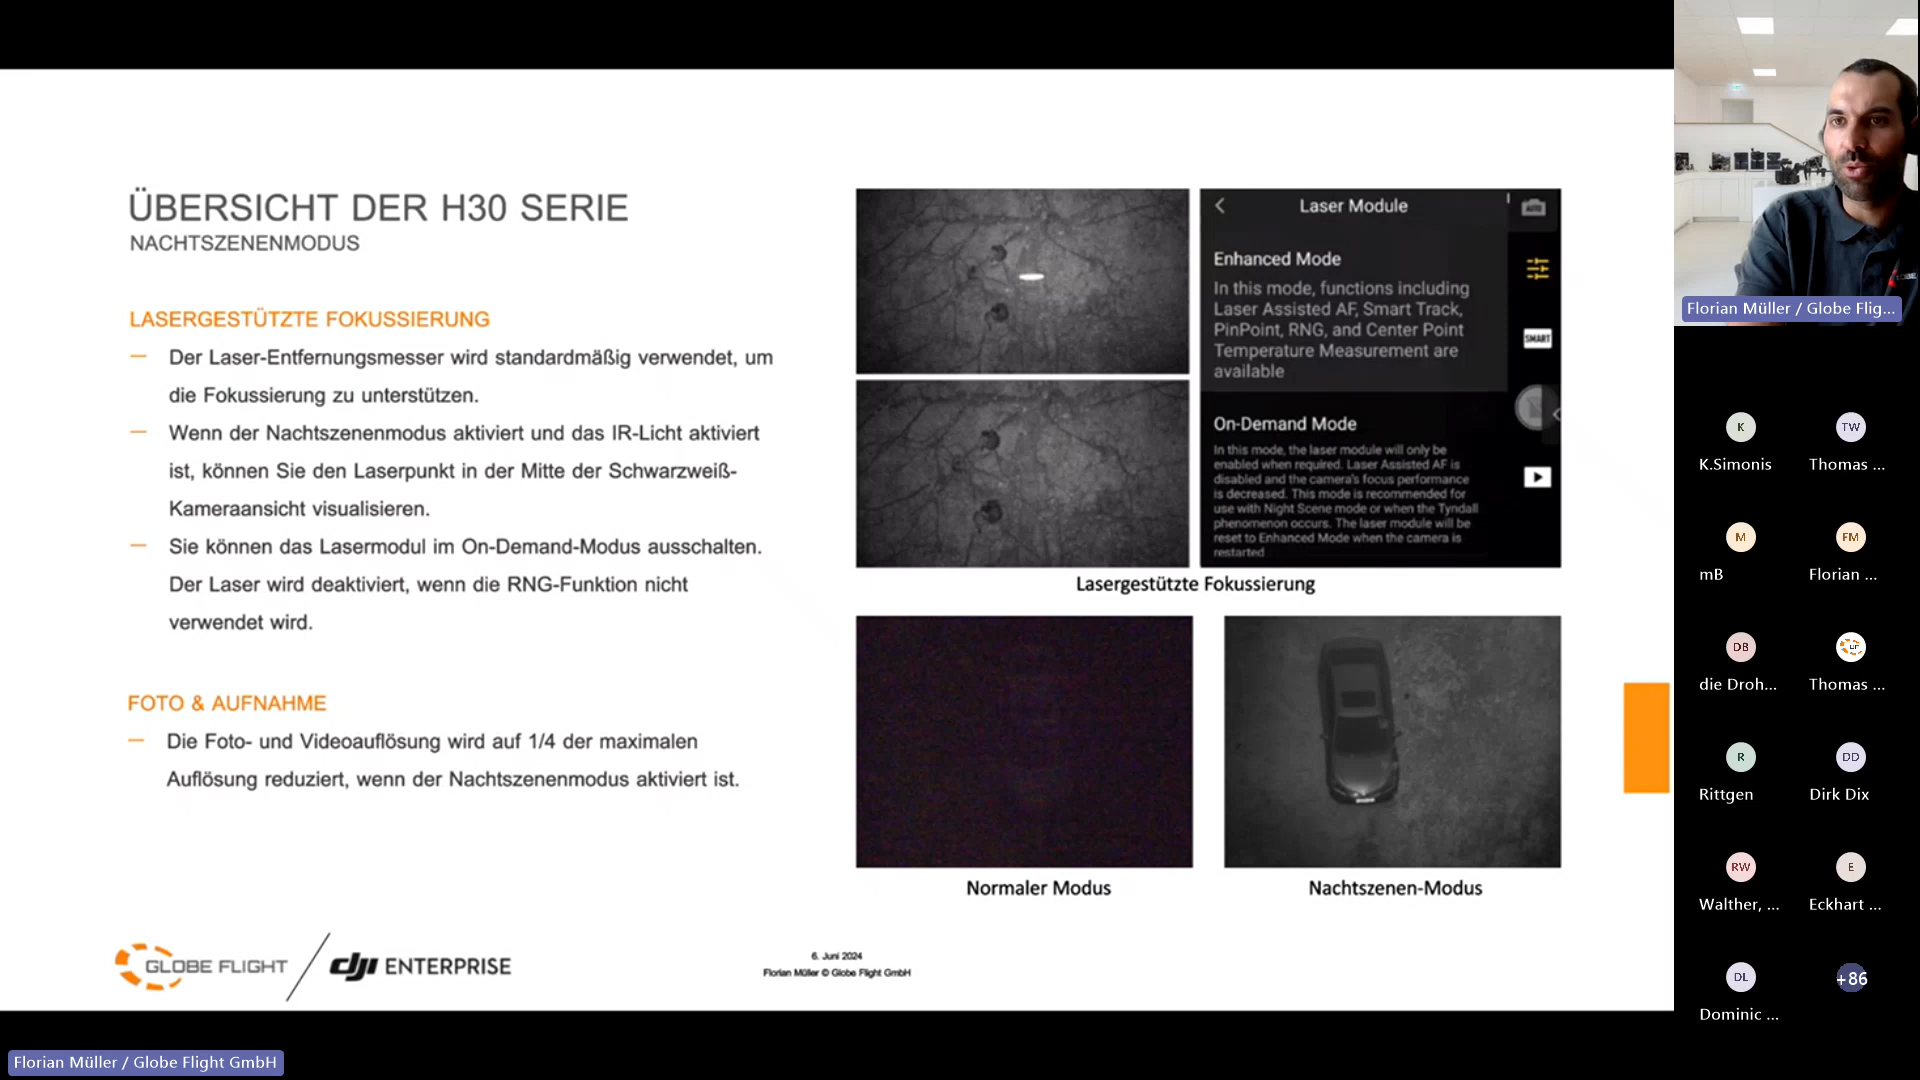 ÜBERSICHT DER H30 SERIE
NACHTSZENENMODUS
LASERGESTÜTZTE FOKUSSIERUNG
— Der Laser-Entfernungsmesser wird standardmäßig verwendet, um
die Fokussierung zu unterstützen.
— Wenn der Nachtszenenmodus aktiviert und das IR-Licht aktiviert
ist, können Sie den Laserpunkt in der Mitte der Schwarzweiß-
Kameraansicht visualisieren.
— Sie können das Lasermodul im On-Demand-Modus ausschalten.
Der Laser wird deaktiviert, wenn die RNG-Funktion nicht
verwendet wird.
FOTO & AUFNAHME
— Die Foto- und Videoauflösung wird auf 1/4 der maximalen
Auflösung reduziert, wenn der Nachtszenenmodus aktiviert ist.
Laser Module
AUTO
Enhanced Mode
In this mode, functions including
Laser Assisted AF, Smart Track,
PinPoint, RNG, and Center Point
Temperature Measurement are
available
SMART
On-Demand Mode
In this mode, the laser module will only be
enabled when required. Laser Assisted AF is
disabled and the camera's focus performance
is decreased. This mode is recommended for
use with Night Scene mode or when the Tyndall
phenomenon occurs. The laser module will be
reset to Enhanced Mode when the camera is
restarted
Lasergestützte Fokussierung
Normaler Modus
Nachtszenen-Modus
GLOBE FLIGHT
dji ENTERPRISE
6. Juni 2024
Florian Müller © Globe Flight GmbH
Florian Müller / Globe Flight GmbH
Florian Müller / Globe Flig...
K
TW
K.Simonis
Thomas ...
M
FM
mB
Florian ...
DB
GF
die Droh...
Thomas ...
R
DD
Rittgen
Dirk Dix
RW
E
Walther, ...
Eckhart ...
DL
+86
Dominic ...